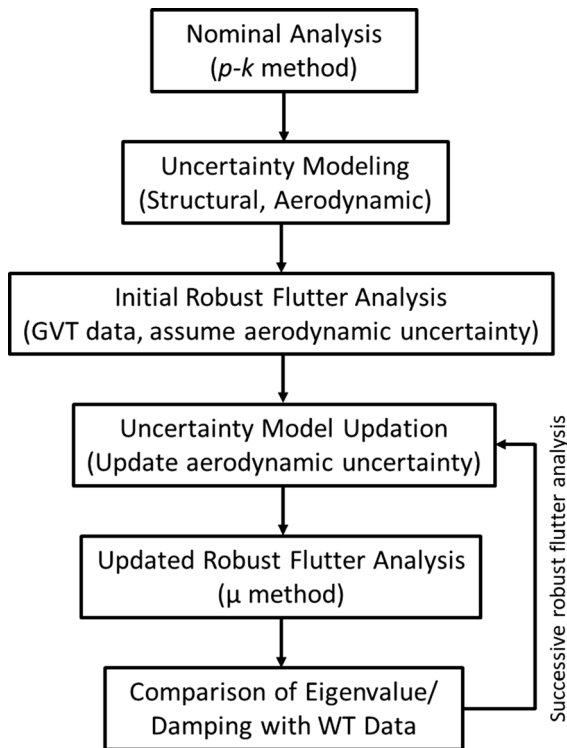 Nominal Analysis
(p-k method)
Uncertainty Modeling
(Structural, Aerodynamic)
Initial Robust Flutter Analysis
(GVT data, assume aerodynamic uncertainty)
Uncertainty Model Updation
(Update aerodynamic uncertainty)
Updated Robust Flutter Analysis
(μ method)
Comparison of Eigenvalue/
Damping with WT Data
Successive robust flutter analysis